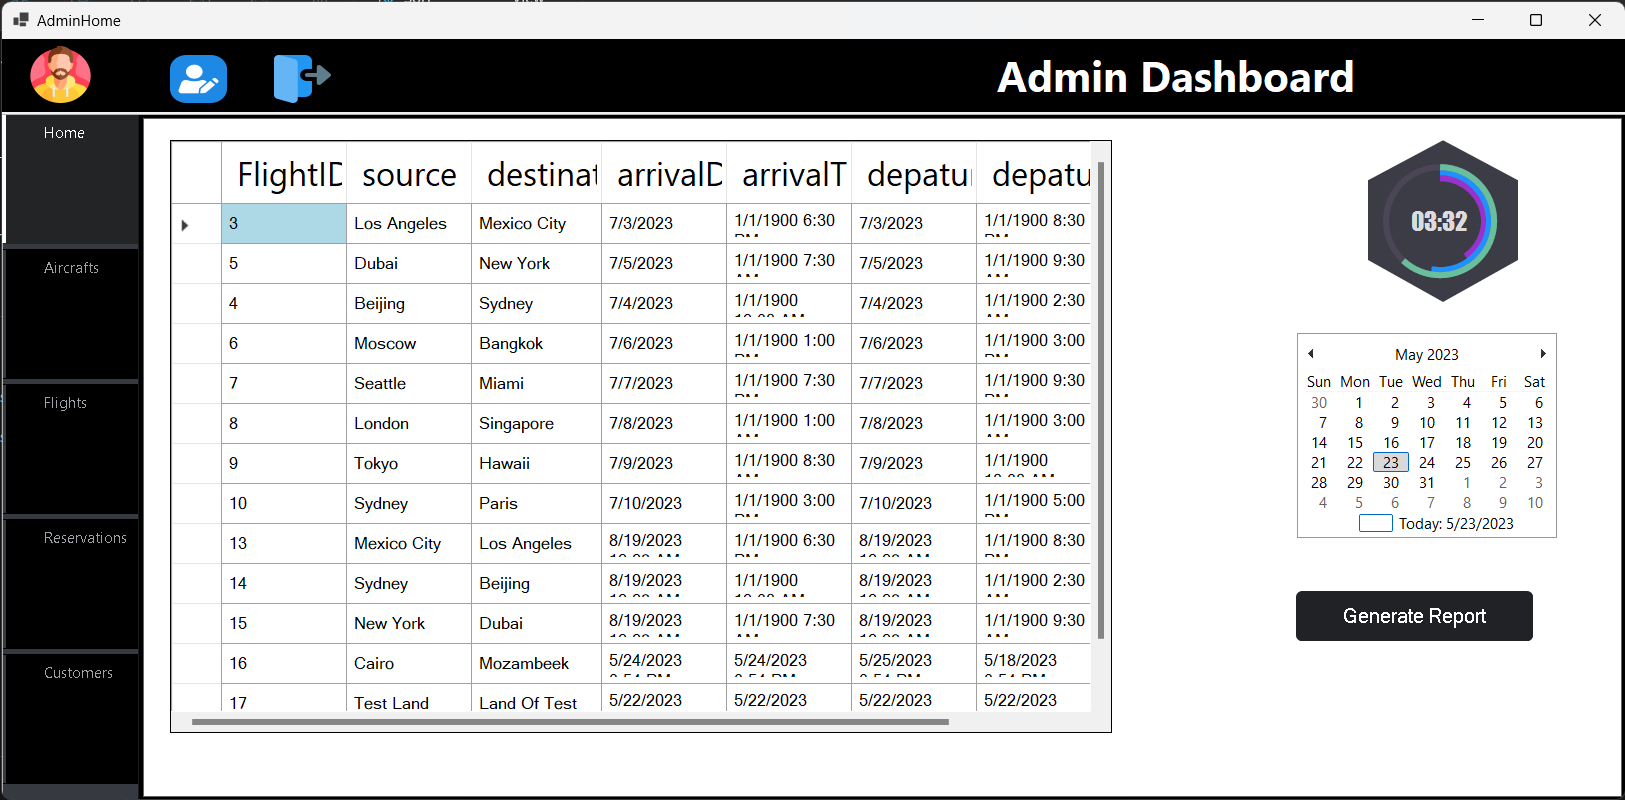 AdminHome
Admin Dashboard
Home
Aircrafts
Flights
Reservations
Customers
FlightID source destinat arrivalD arrivalT depatur depatu
3 Los Angeles Mexico City 7/3/2023 1/1/1900 6:30 7/3/2023 1/1/1900 8:30
5 Dubai New York 7/5/2023 1/1/1900 7:30 7/5/2023 1/1/1900 9:30
4 Beijing Sydney 7/4/2023 1/1/1900 7/4/2023 1/1/1900 2:30
6 Moscow Bangkok 7/6/2023 1/1/1900 1:00 7/6/2023 1/1/1900 3:00
7 Seattle Miami 7/7/2023 1/1/1900 7:30 7/7/2023 1/1/1900 9:30
8 London Singapore 7/8/2023 1/1/1900 1:00 7/8/2023 1/1/1900 3:00
9 Tokyo Hawaii 7/9/2023 1/1/1900 8:30 7/9/2023 1/1/1900
10 Sydney Paris 7/10/2023 1/1/1900 3:00 7/10/2023 1/1/1900 5:00
13 Mexico City Los Angeles 8/19/2023 1/1/1900 6:30 8/19/2023 1/1/1900 8:30
14 Sydney Beijing 8/19/2023 1/1/1900 8/19/2023 1/1/1900 2:30
15 New York Dubai 8/19/2023 1/1/1900 7:30 8/19/2023 1/1/1900 9:30
16 Cairo Mozambeek 5/24/2023 5/24/2023 5/25/2023 5/18/2023
17 Test Land Land Of Test 5/22/2023 5/22/2023 5/22/2023 5/22/2023
03:32
May 2023
Sun Mon Tue Wed Thu Fri Sat
30 1 2 3 4 5 6
7 8 9 10 11 12 13
14 15 16 17 18 19 20
21 22 23 24 25 26 27
28 29 30 31 1 2 3
4 5 6 7 8 9 10
Today: 5/23/2023
Generate Report